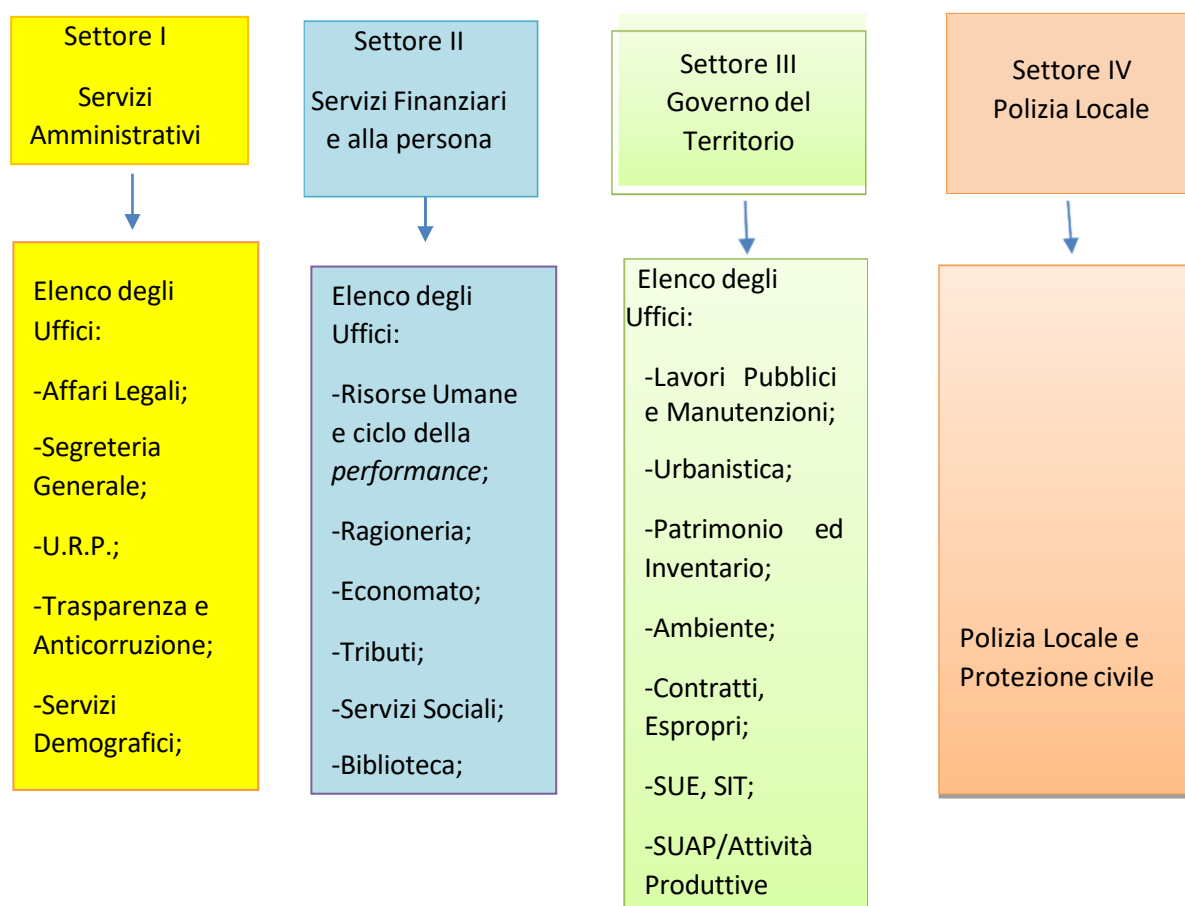 Settore I
Servizi
Amministrativi
Settore II
Servizi Finanziari
e alla persona
Settore III
Governo del
Territorio
Settore IV
Polizia Locale
Elenco degli
Uffici:
-Affari Legali;
-Segreteria
Generale;
-U.R.P.;
-Trasparenza e
Anticorruzione;
-Servizi
Demografici;
Elenco degli
Uffici:
-Risorse Umane
e ciclo della
performance;
-Ragioneria;
-Economato;
-Tributi;
-Servizi Sociali;
-Biblioteca;
Elenco degli
Uffici:
-Lavori Pubblici
e Manutenzioni;
-Urbanistica;
-Patrimonio ed
Inventario;
-Ambiente;
-Contratti,
Espropri;
-SUE, SIT;
-SUAP/Attività
Produttive
Polizia Locale e
Protezione civile